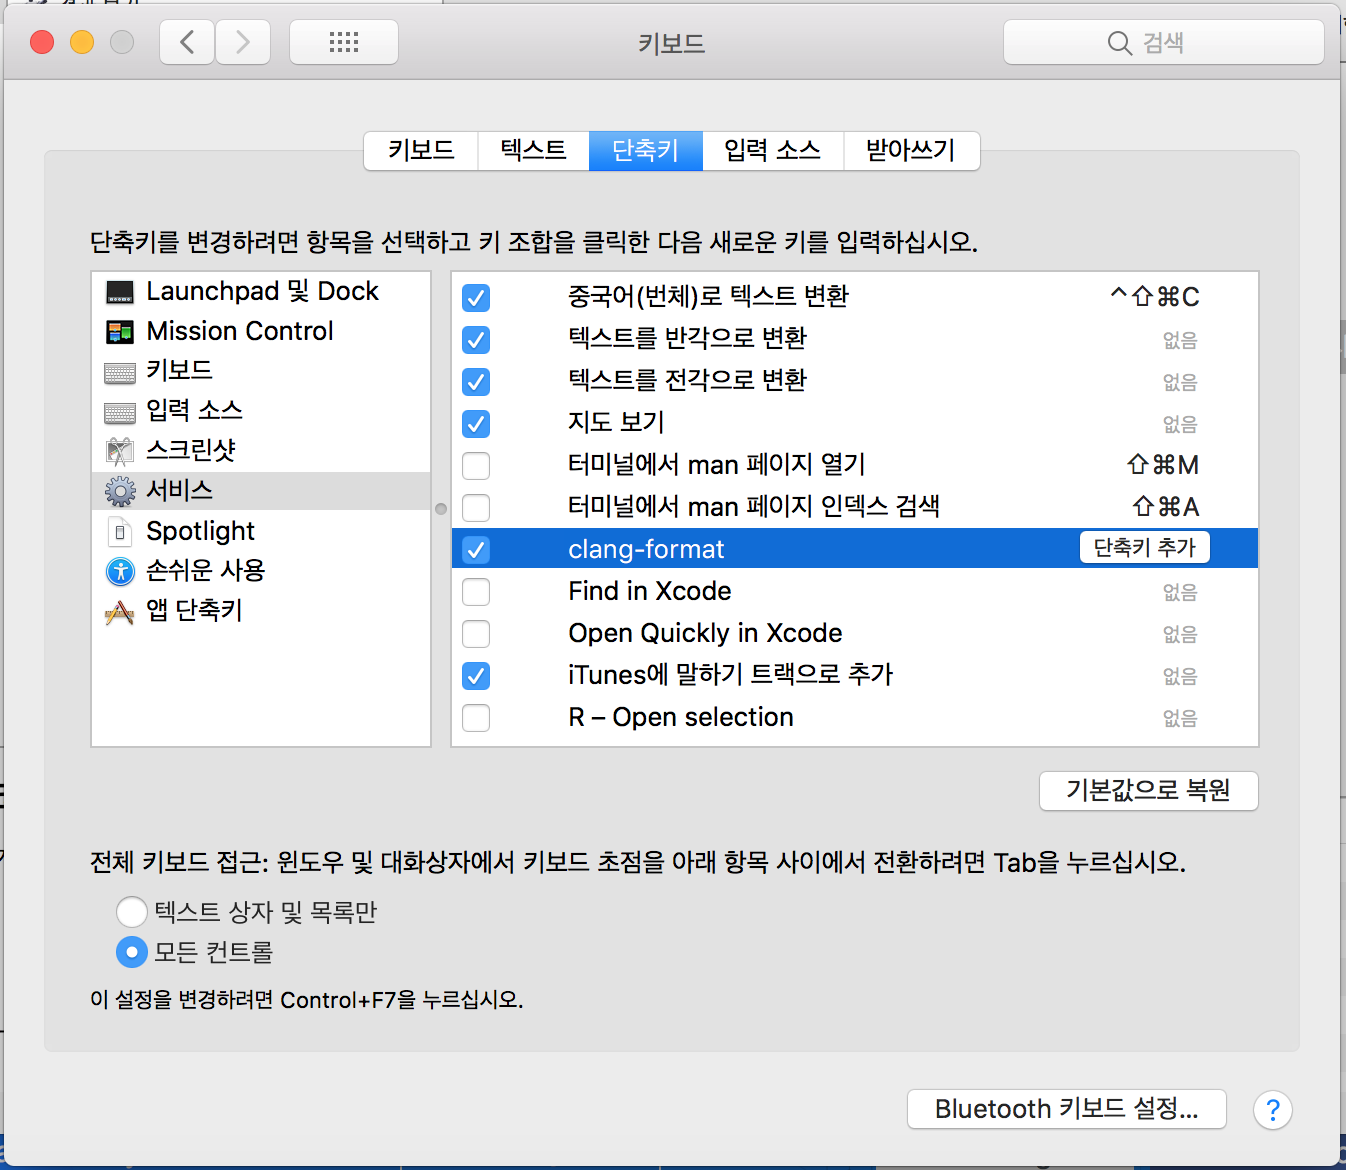 키보드
검색
키보드 텍스트 단축키 입력 소스 받아쓰기
단축키를 변경하려면 항목을 선택하고 키 조합을 클릭한 다음 새로운 키를 입력하십시오.
Launchpad 및 Dock
Mission Control
키보드
입력 소스
스크린샷
서비스
Spotlight
손쉬운 사용
앱 단축키
중국어(번체)로 텍스트 변환 ^⇧⌘C
텍스트를 반각으로 변환 없음
텍스트를 전각으로 변환 없음
지도 보기 없음
터미널에서 man 페이지 열기 ⇧⌘M
터미널에서 man 페이지 인덱스 검색 ⇧⌘A
clang-format 단축키 추가
Find in Xcode 없음
Open Quickly in Xcode 없음
iTunes에 말하기 트랙으로 추가 없음
R – Open selection 없음
기본값으로 복원
전체 키보드 접근: 윈도우 및 대화상자에서 키보드 초점을 아래 항목 사이에서 전환하려면 Tab을 누르십시오.
텍스트 상자 및 목록만
모든 컨트롤
이 설정을 변경하려면 Control+F7을 누르십시오.
Bluetooth 키보드 설정...
?